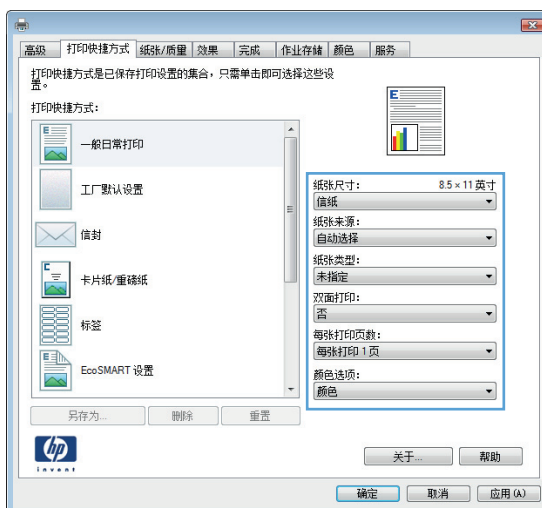 高级 打印快捷方式 纸张/质量 效果 完成 作业存储 颜色 服务
打印快捷方式是已保存打印设置的集合，只需单击即可选择这些设
置。
打印快捷方式：
一般日常打印
工厂默认设置
信封
卡片纸/重磅纸
标签
EcoSMART 设置
另存为... 删除 重置
E
纸张尺寸： 8.5 × 11 英寸
信纸
纸张来源：
自动选择
纸张类型：
未指定
双面打印：
否
每张打印页数：
每张打印 1 页
颜色选项：
颜色
hp
invent
关于... 帮助
确定 取消 应用 (A)